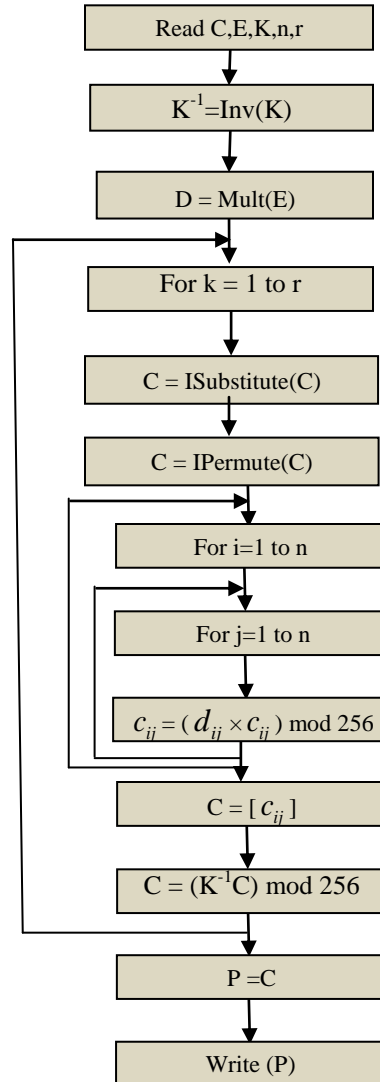 Read C,E,K,n,r
K⁻¹=Inv(K)
D = Mult(E)
For k = 1 to r
C = ISubstitute(C)
C = IPermute(C)
For i=1 to n
For j=1 to n
cᵢⱼ = ( dᵢⱼ × cᵢⱼ ) mod 256
C = [ cᵢⱼ ]
C = (K⁻¹C) mod 256
P =C
Write (P)